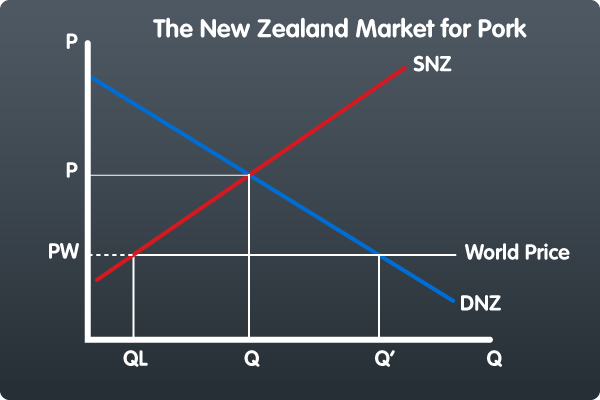 The New Zealand Market for Pork
P
SNZ
P
PW
World Price
DNZ
QL
Q
Q’
Q